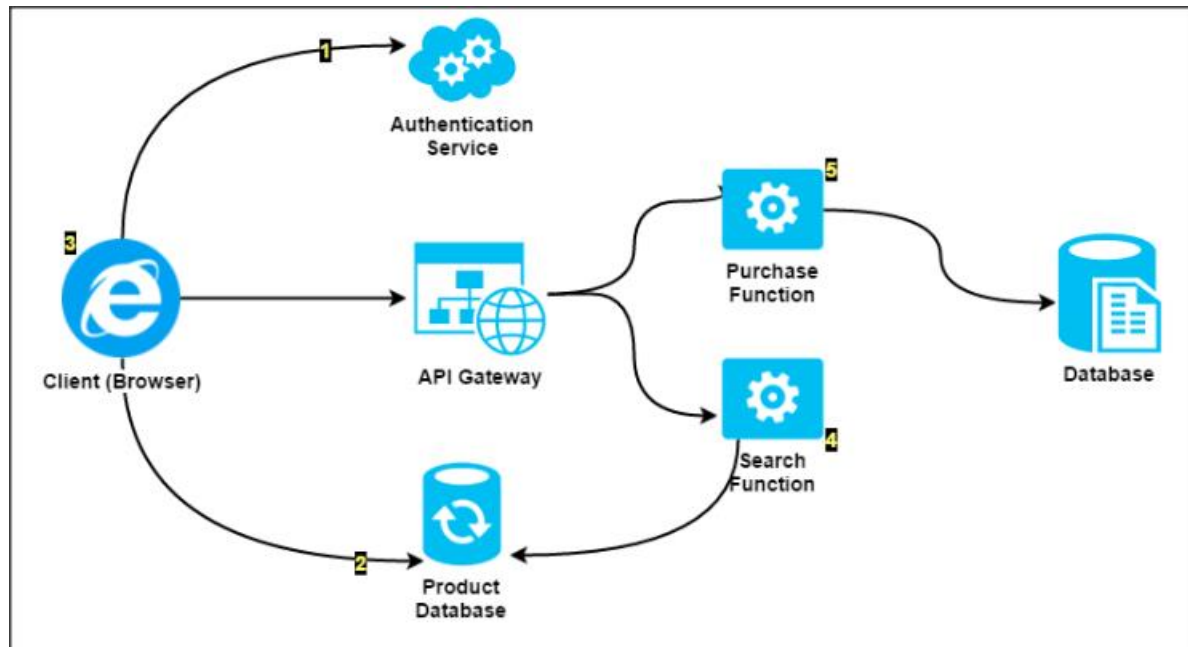 1
Authentication
Service
5
3
Purchase
Function
Client (Browser)
API Gateway
Database
4
Search
Function
2
Product
Database